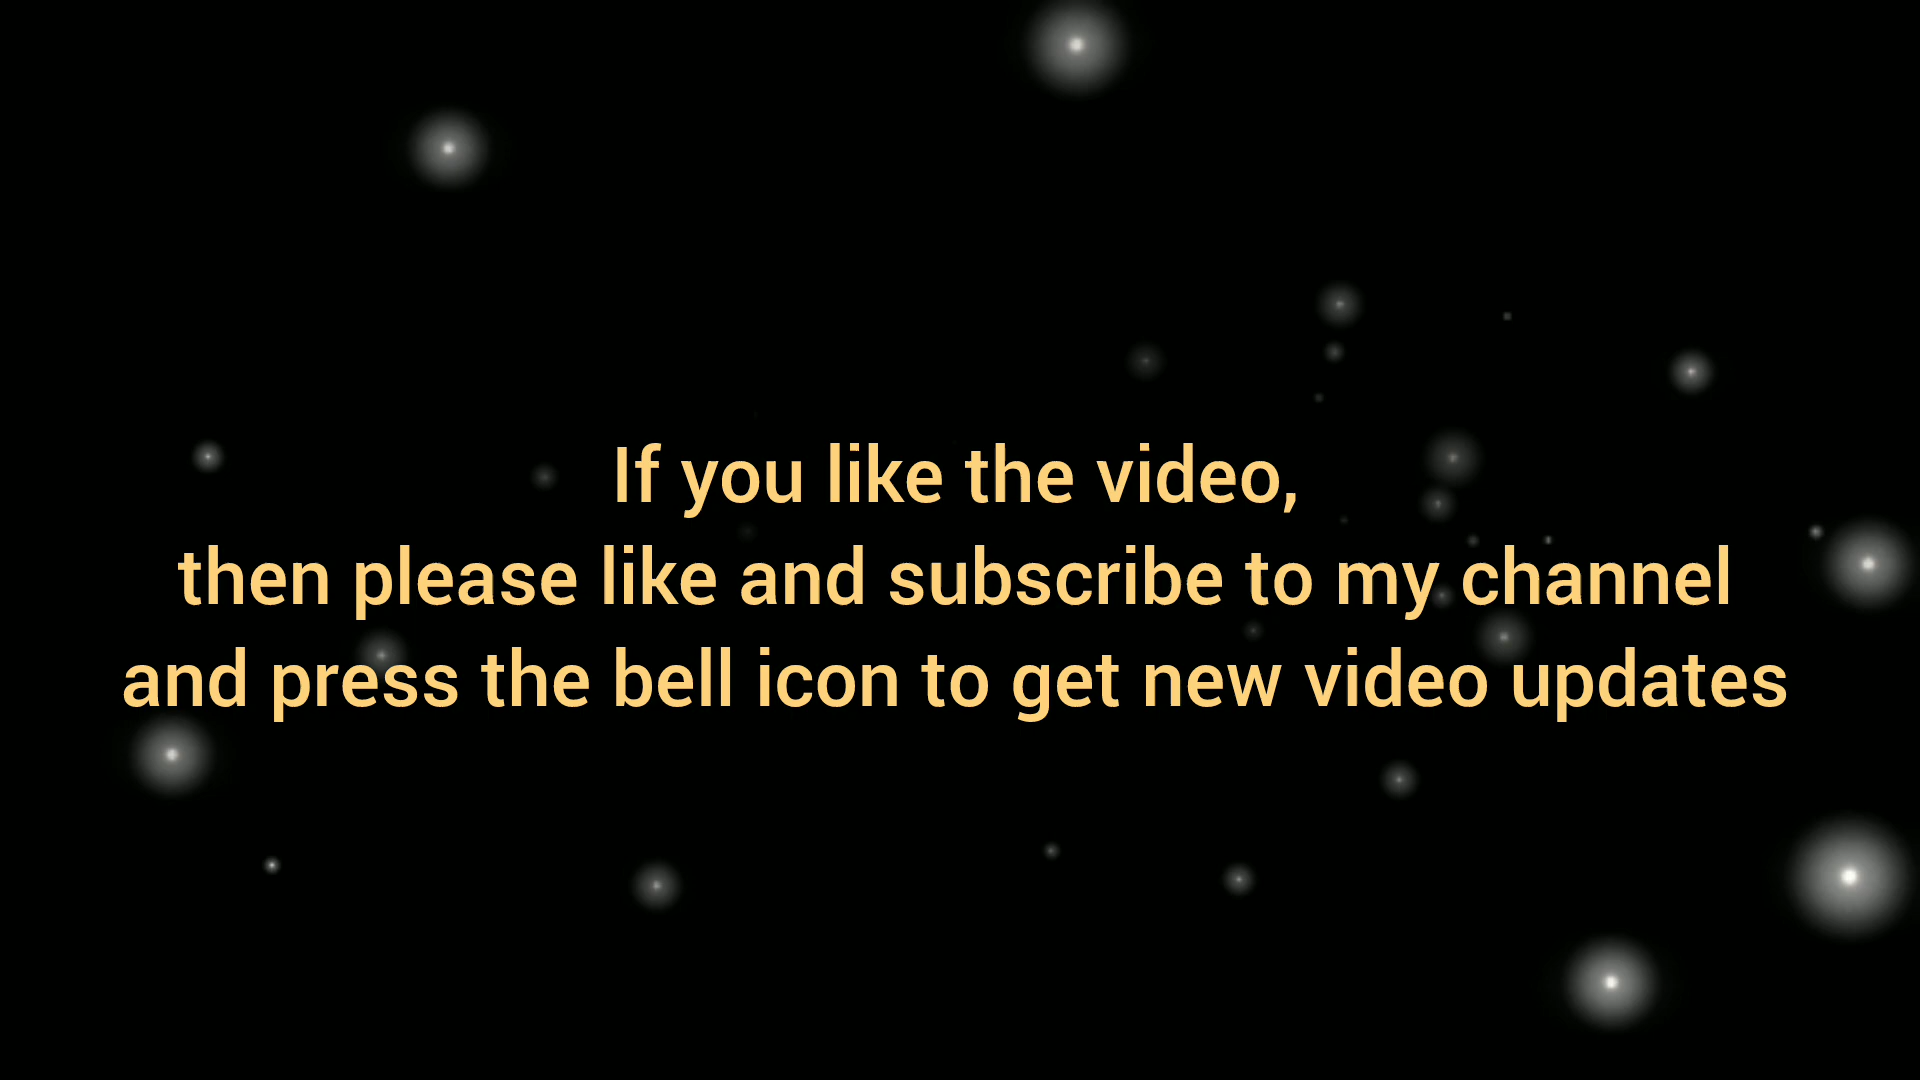 If you like the video,
then please like and subscribe to my channel
and press the bell icon to get new video updates